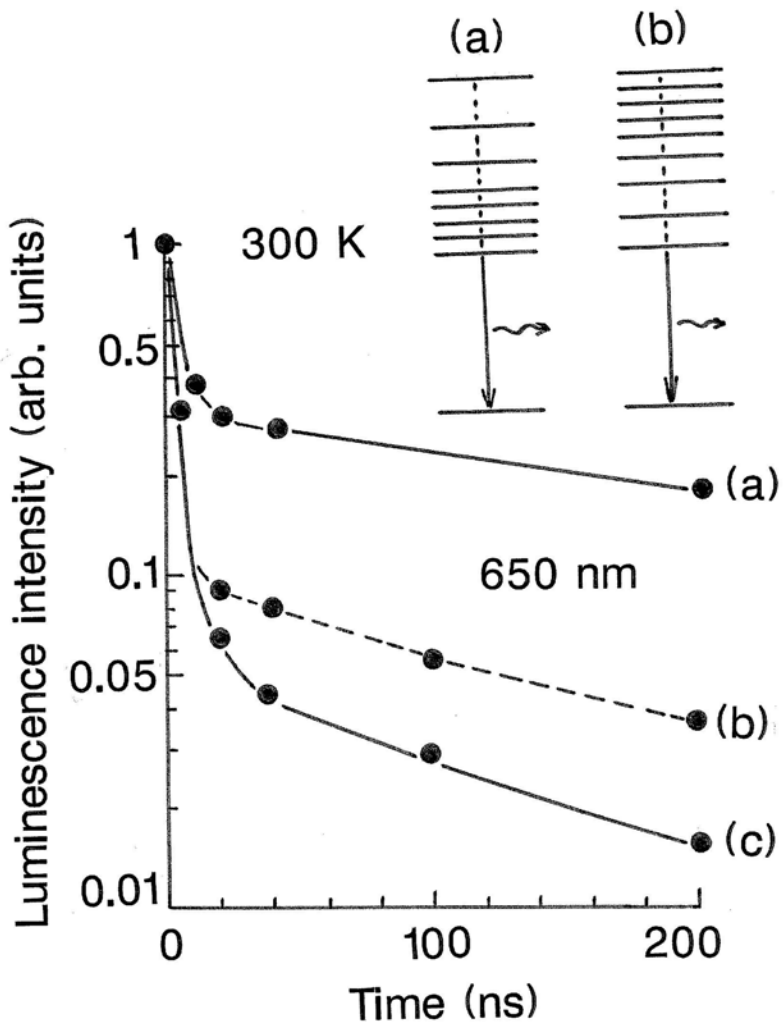 (a)
(b)
Luminescence intensity (arb. units)
1
300 K
0.5
(a)
0.1
650 nm
0.05
(b)
(c)
0.01
0
100
200
Time (ns)